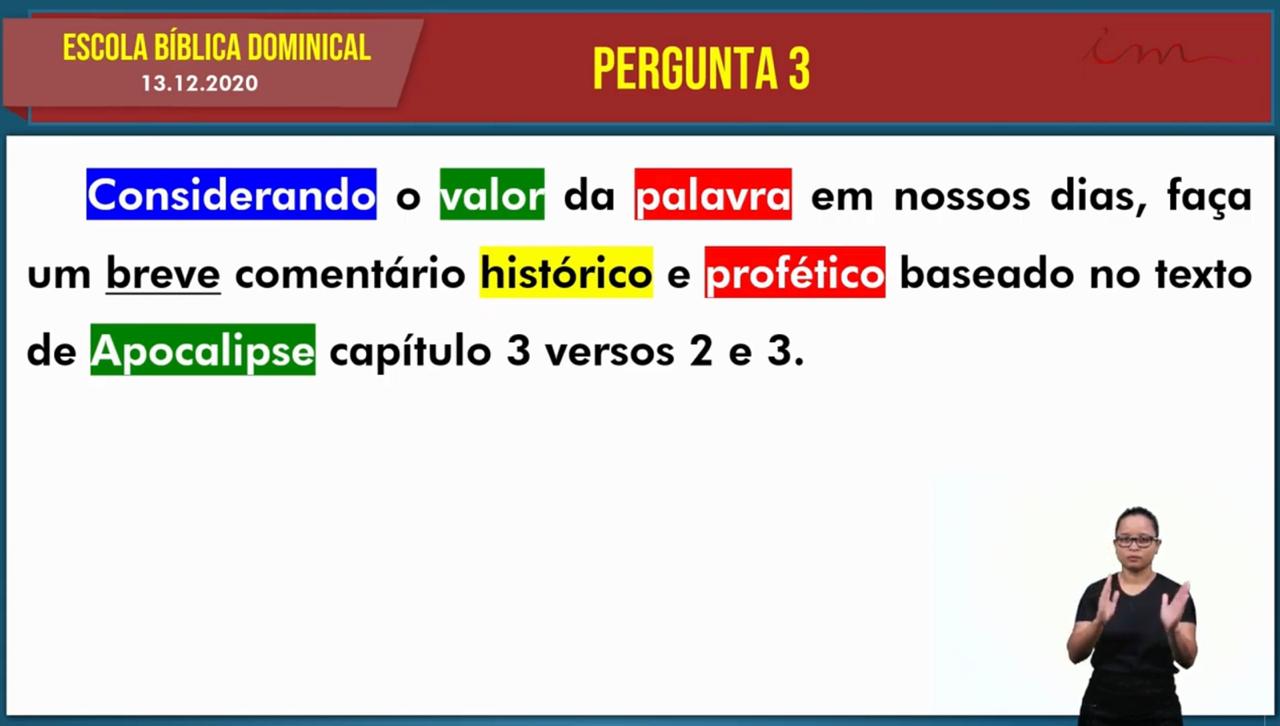 ESCOLA BÍBLICA DOMINICAL
13.12.2020
PERGUNTA 3
im
Considerando o valor da palavra em nossos dias, faça
um breve comentário histórico e profético baseado no texto
de Apocalipse capítulo 3 versos 2 e 3.